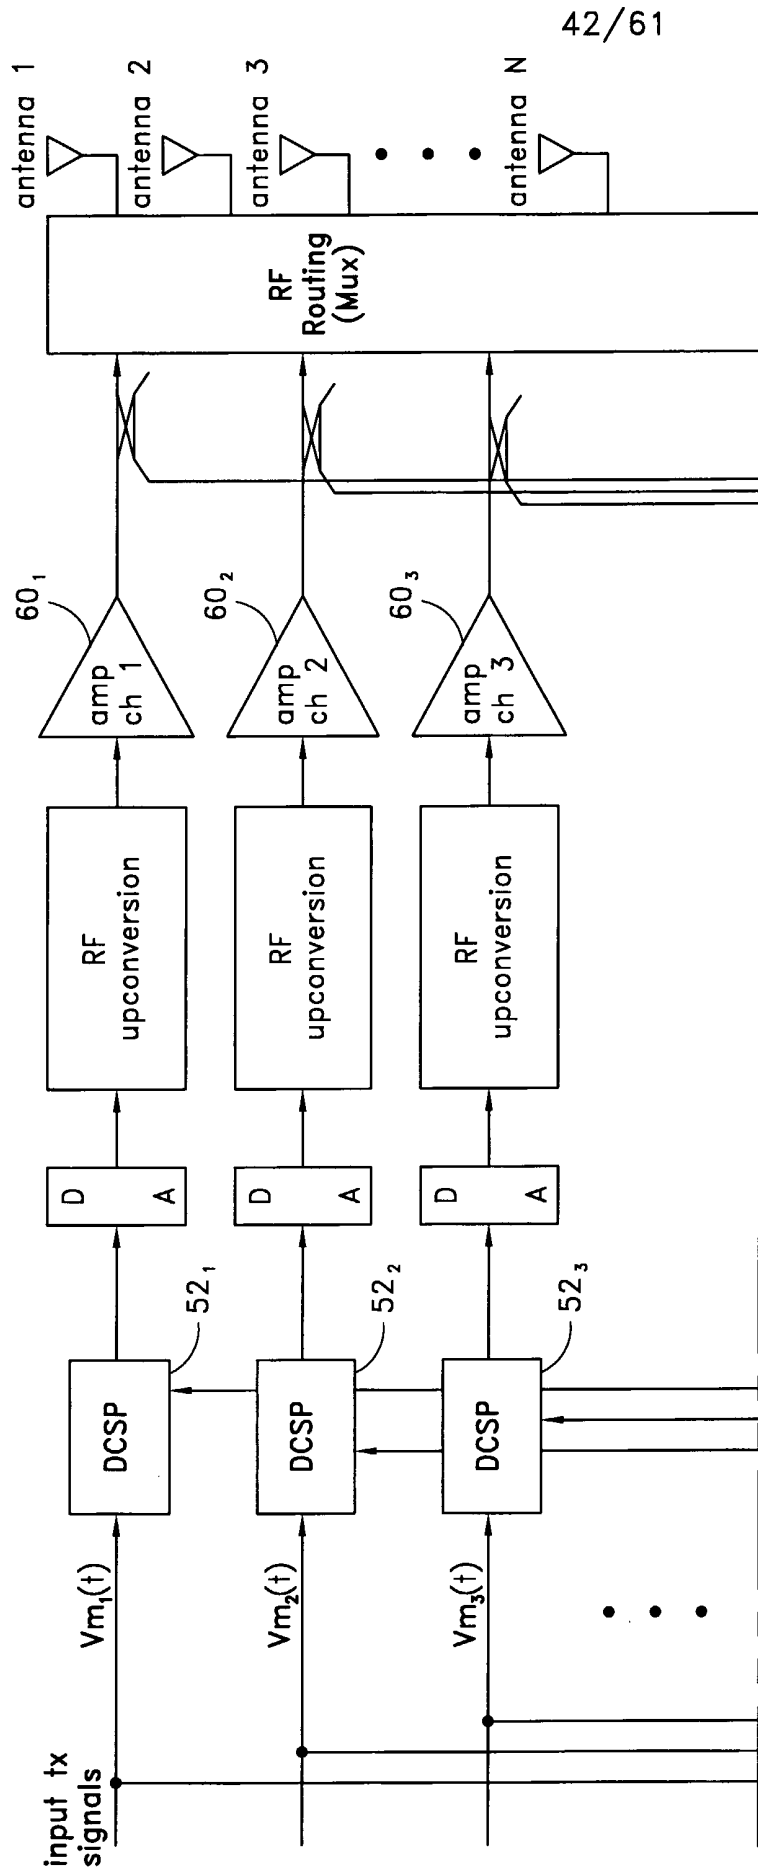 42/61
input tx
signals
Vm₁(t)
DCSP
52₁
D
A
RF
upconversion
amp
ch 1
60₁
Vm₂(t)
DCSP
52₂
D
A
RF
upconversion
amp
ch 2
60₂
Vm₃(t)
DCSP
52₃
D
A
RF
upconversion
amp
ch 3
60₃
RF
Routing
(Mux)
antenna 1
antenna 2
antenna 3
antenna N